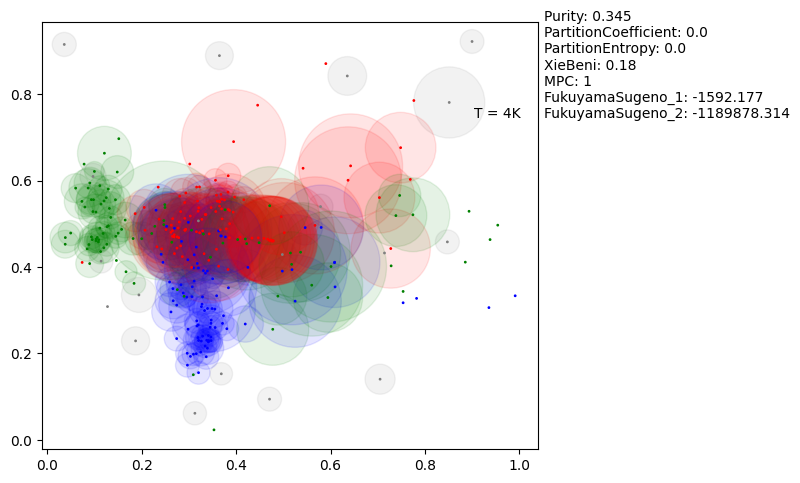 Purity: 0.345
PartitionCoefficient: 0.0
PartitionEntropy: 0.0
XieBeni: 0.18
MPC: 1
FukuyamaSugeno_1: -1592.177
FukuyamaSugeno_2: -1189878.314
T = 4K
0.8
0.6
0.4
0.2
0.0
0.0 0.2 0.4 0.6 0.8 1.0